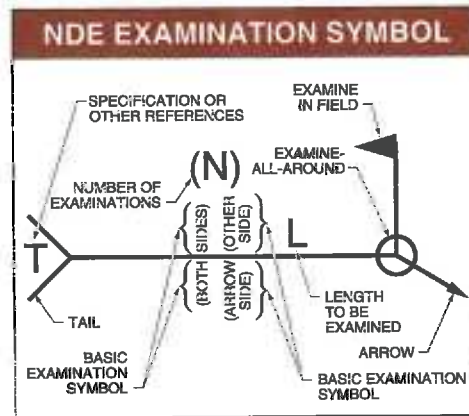 NDE EXAMINATION SYMBOL
SPECIFICATION OR
OTHER REFERENCES
EXAMINE
IN FIELD
EXAMINE-
ALL-AROUND
(N)
NUMBER OF
EXAMINATIONS
T
(BOTH SIDES)
(OTHER SIDE)
(ARROW SIDE)
L
LENGTH
TO BE
EXAMINED
TAIL
ARROW
BASIC
EXAMINATION
SYMBOL
BASIC EXAMINATION
SYMBOL